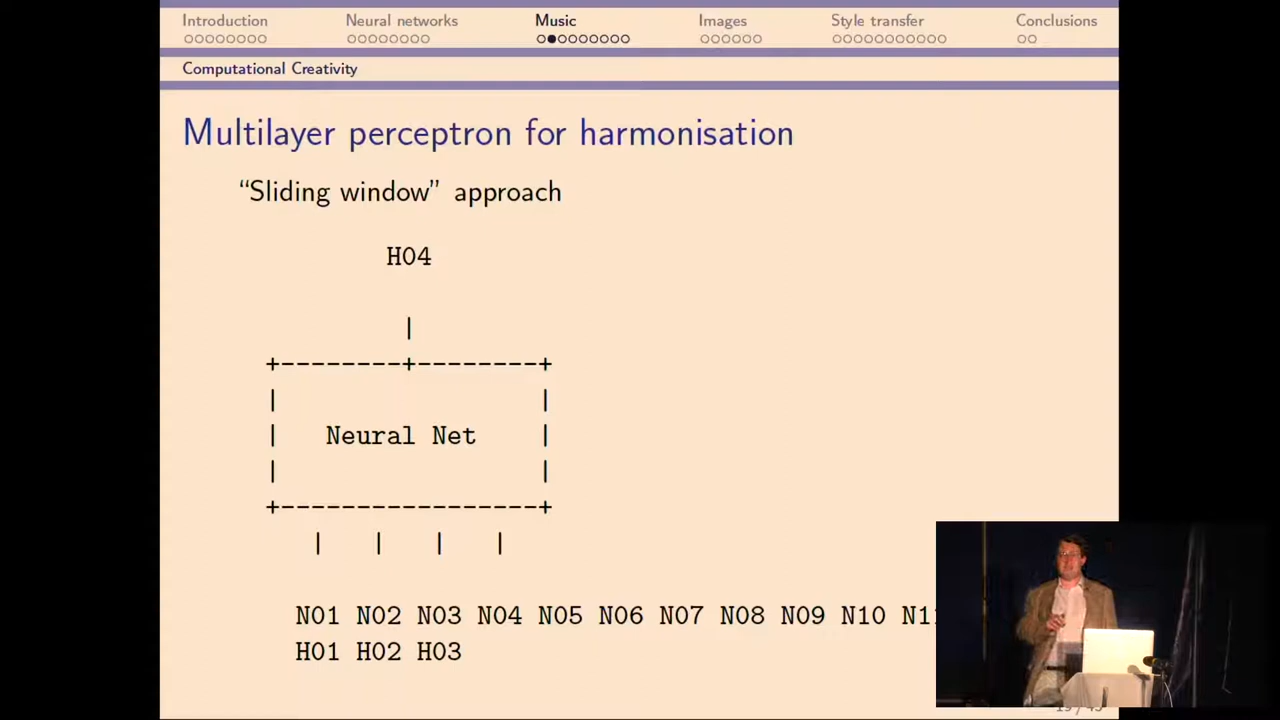 Introduction Neural networks Music Images Style transfer Conclusions
Computational Creativity
Multilayer perceptron for harmonisation
“Sliding window” approach
H04
|
+--------+--------+
| |
| Neural Net |
| |
+-----------------+
| | | |
N01 N02 N03 N04 N05 N06 N07 N08 N09 N10 N11
H01 H02 H03